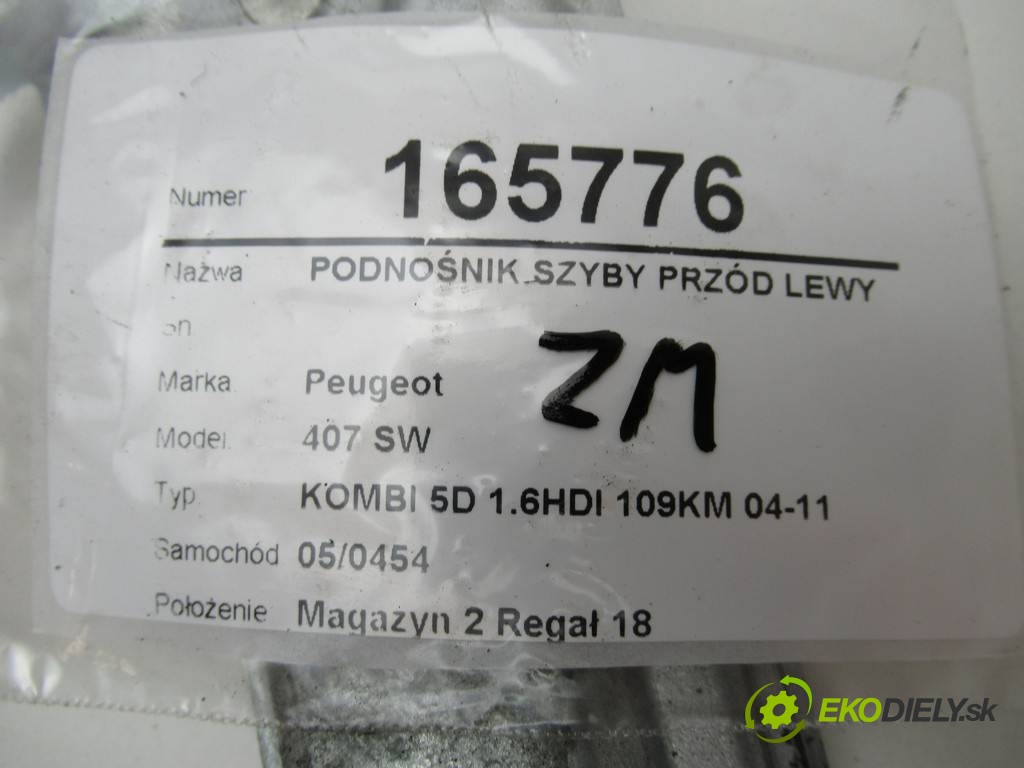 Numer 165776
Nazwa PODNOŚNIK SZYBY PRZÓD LEWY
ZM
Marka Peugeot
Model KOMBI 407 SW
Typ KOMBI 5D 1.6HDI 109KM 04-11
Samochód 05/0454
Położenie Magazyn 2 Regał 18
EKODIELY.sk